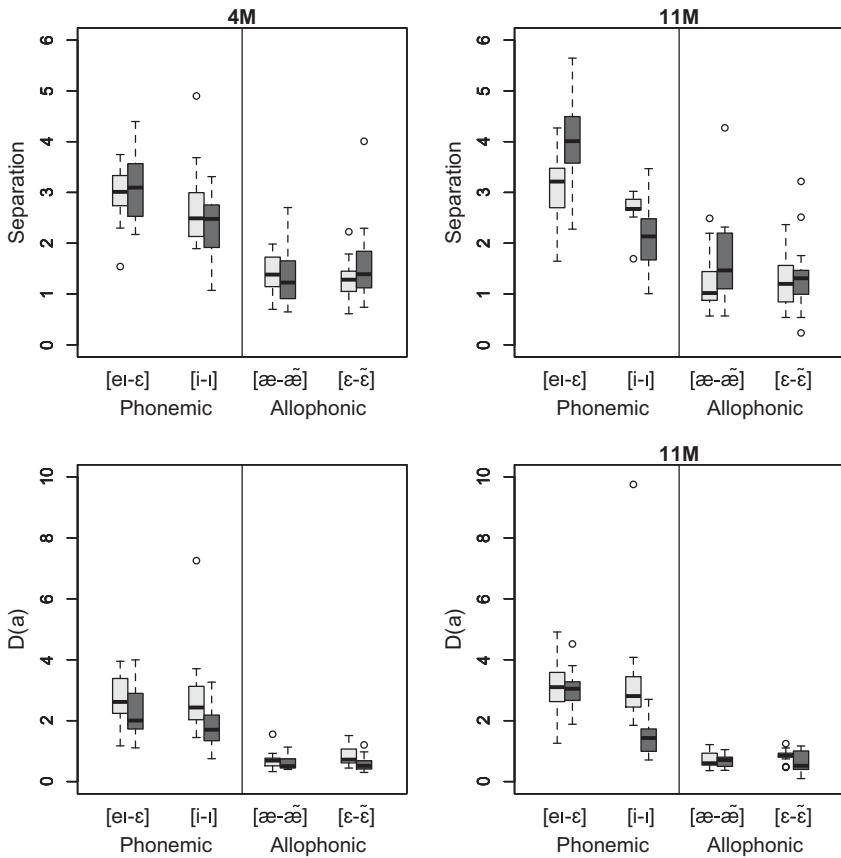 4M
Separation
6
5
4
3
2
1
0
[eɪ-ɛ] [i-ɪ] [æ-æ̃] [ɛ-ɛ̃]
Phonemic Allophonic
11M
Separation
6
5
4
3
2
1
0
[eɪ-ɛ] [i-ɪ] [æ-æ̃] [ɛ-ɛ̃]
Phonemic Allophonic
D(a)
10
8
6
4
2
0
[eɪ-ɛ] [i-ɪ] [æ-æ̃] [ɛ-ɛ̃]
Phonemic Allophonic
11M
D(a)
10
8
6
4
2
0
[eɪ-ɛ] [i-ɪ] [æ-æ̃] [ɛ-ɛ̃]
Phonemic Allophonic